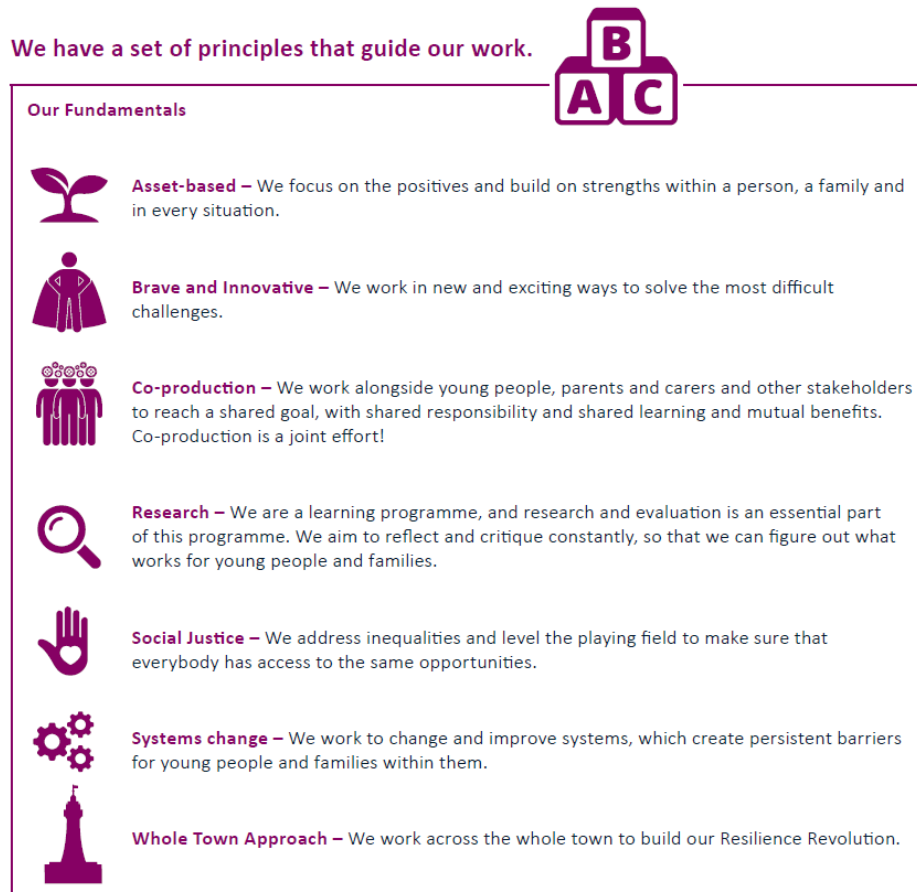 We have a set of principles that guide our work.
B
A C
Our Fundamentals
Asset-based – We focus on the positives and build on strengths within a person, a family and
in every situation.
Brave and Innovative – We work in new and exciting ways to solve the most difficult
challenges.
Co-production – We work alongside young people, parents and carers and other stakeholders
to reach a shared goal, with shared responsibility and shared learning and mutual benefits.
Co-production is a joint effort!
Research – We are a learning programme, and research and evaluation is an essential part
of this programme. We aim to reflect and critique constantly, so that we can figure out what
works for young people and families.
Social Justice – We address inequalities and level the playing field to make sure that
everybody has access to the same opportunities.
Systems change – We work to change and improve systems, which create persistent barriers
for young people and families within them.
Whole Town Approach – We work across the whole town to build our Resilience Revolution.